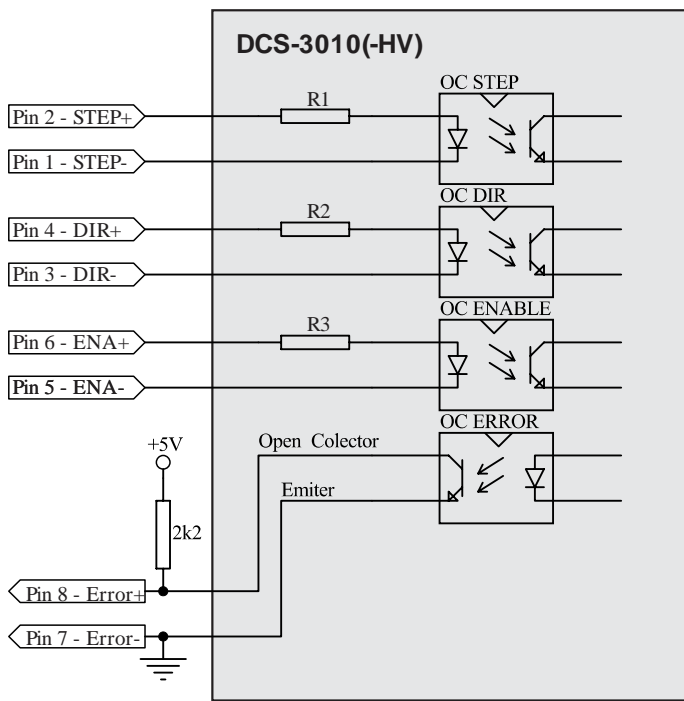 DCS-3010(-HV)
OC STEP
R1
Pin 2 - STEP+
Pin 1 - STEP-
OC DIR
R2
Pin 4 - DIR+
Pin 3 - DIR-
OC ENABLE
R3
Pin 6 - ENA+
Pin 5 - ENA-
OC ERROR
+5V
Open Colector
Emiter
2k2
Pin 8 - Error+
Pin 7 - Error-